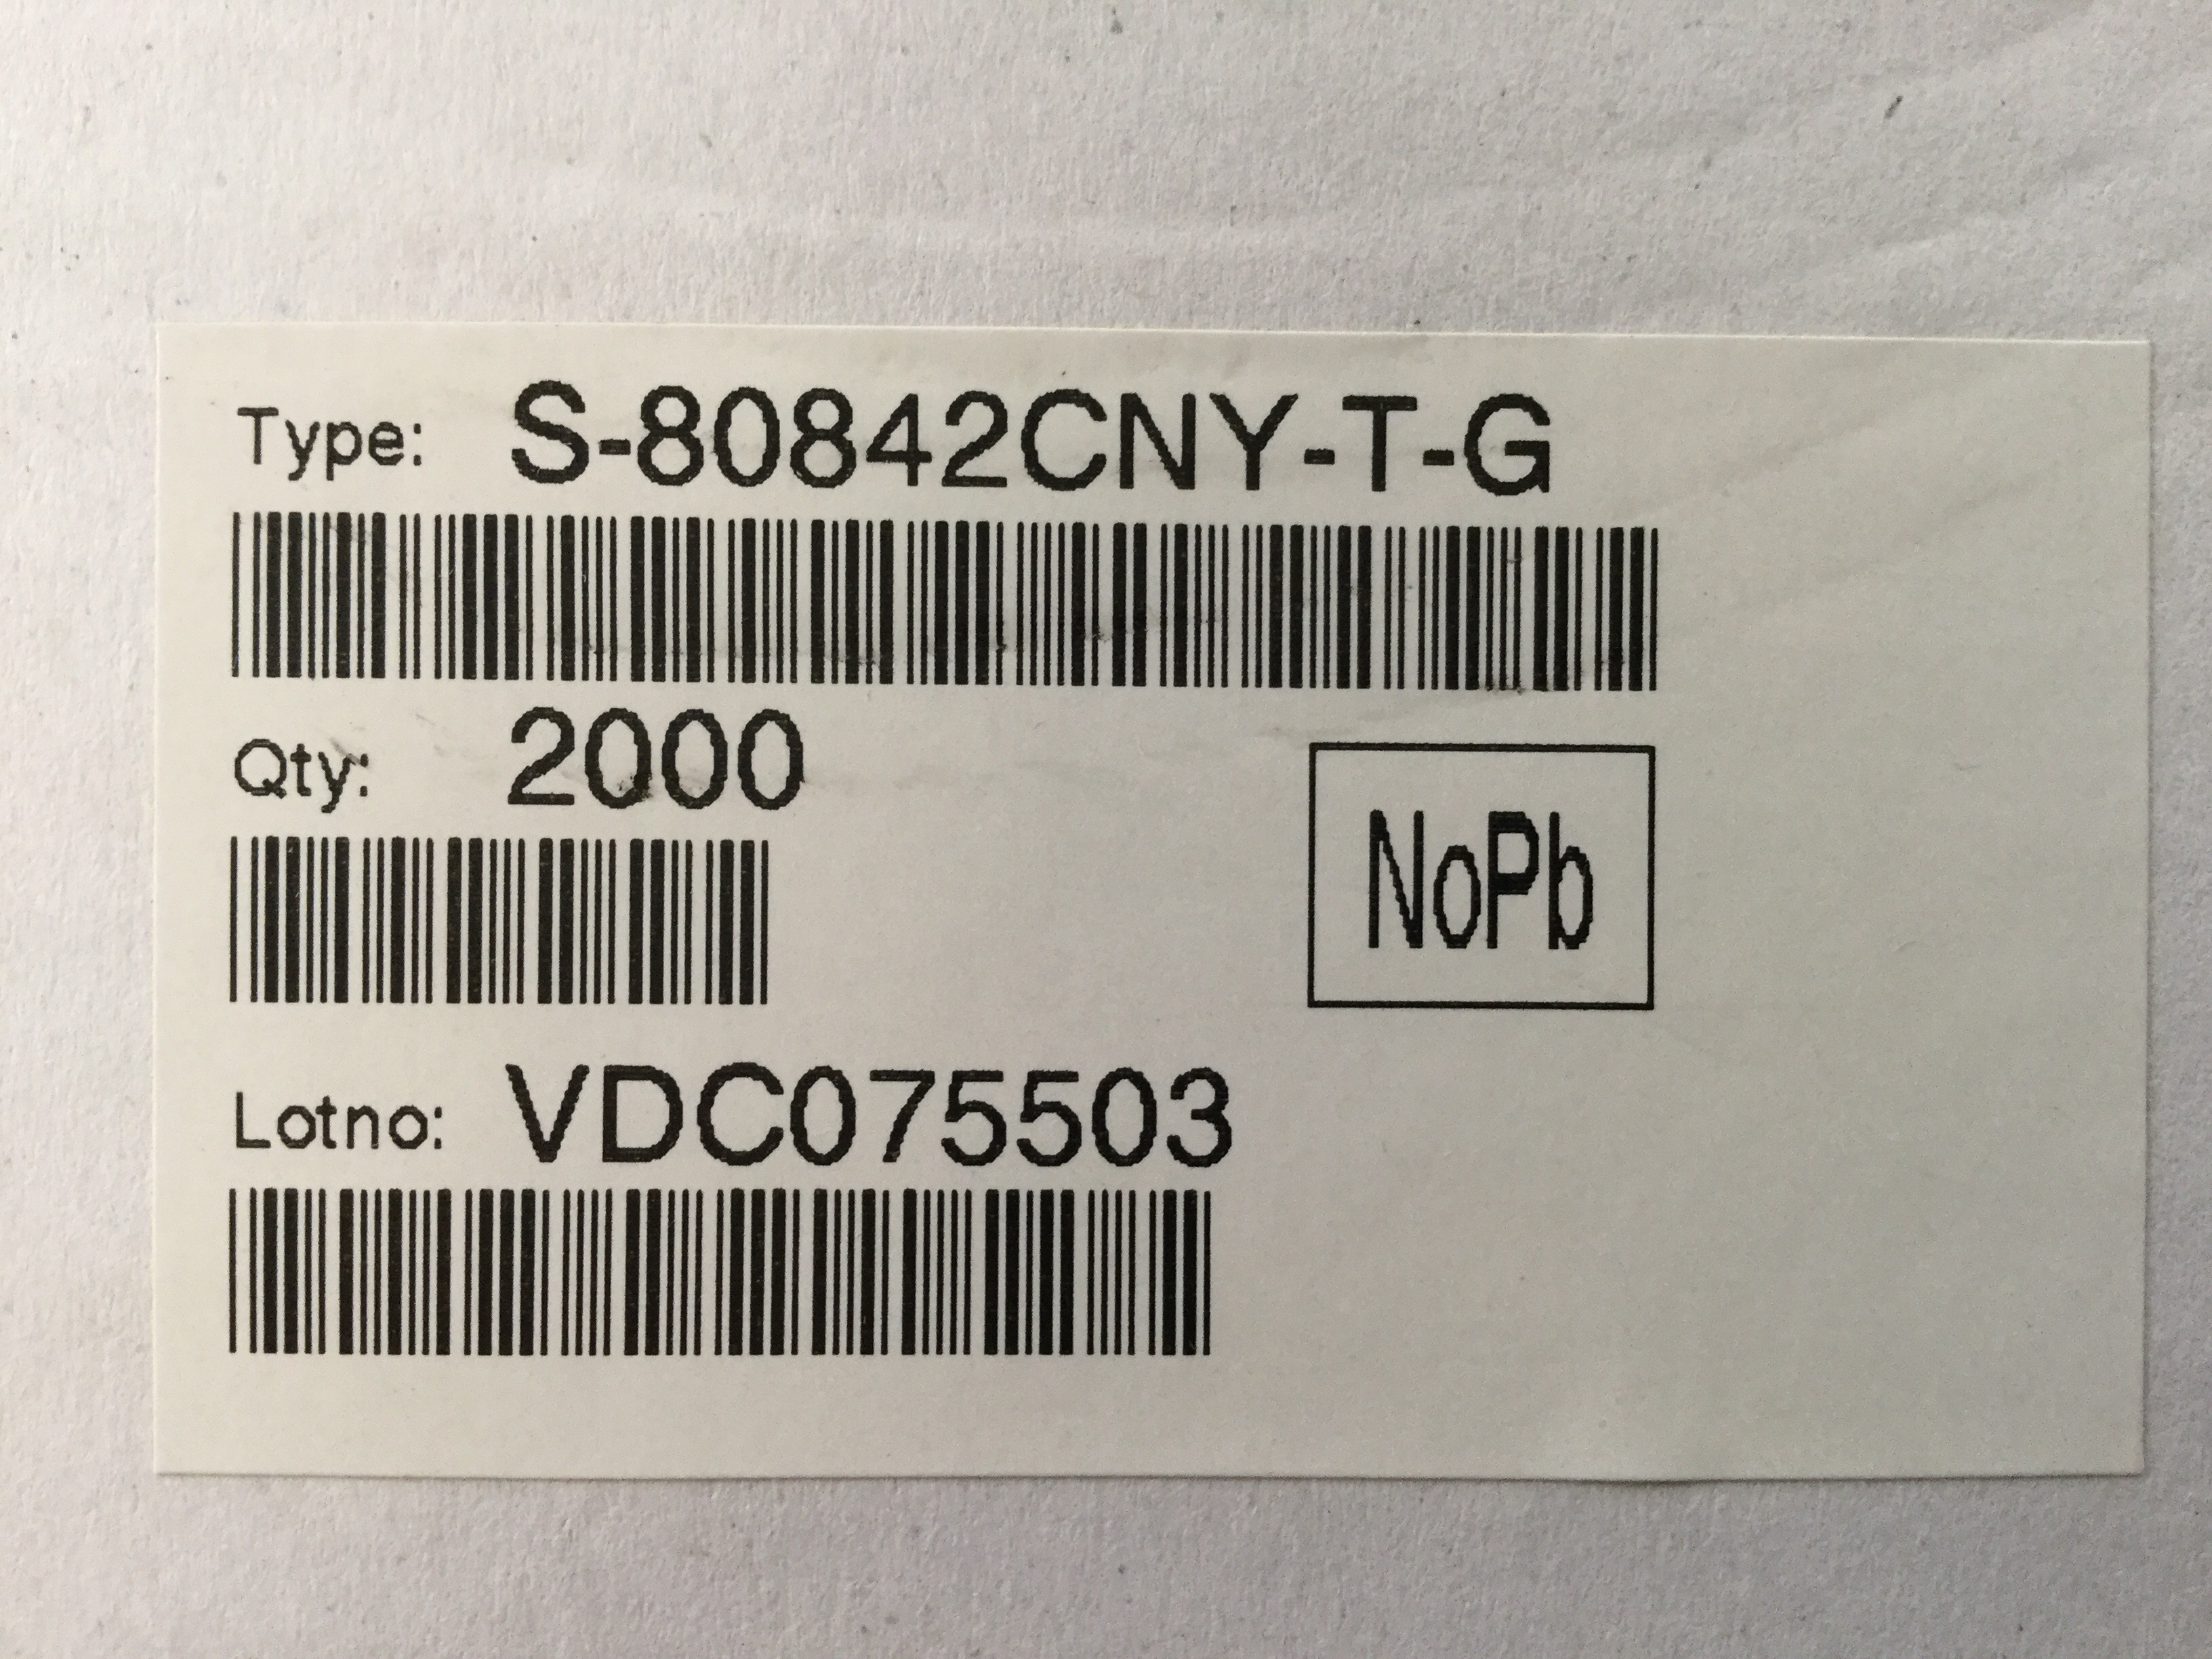 Type: S-80842CNY-T-G
Qty: 2000
NoPb
Lotno: VDC075503